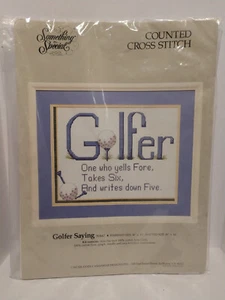 Something
Special
COUNTED
CROSS STITCH
Golfer
One who yells Fore,
Takes Six,
And writes down Five.
Golfer Saying